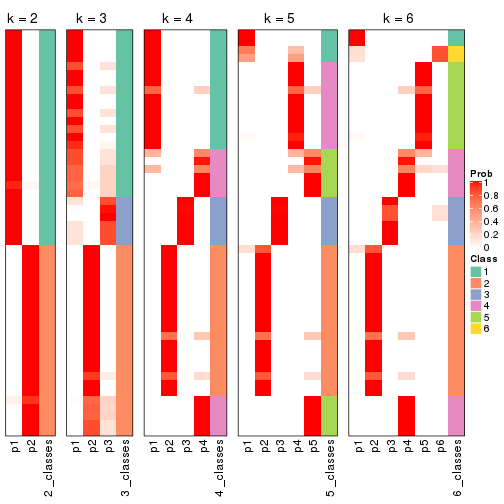 k = 2
k = 3
k = 4
k = 5
k = 6
p1
p2
2_classes
p1
p2
p3
3_classes
p1
p2
p3
p4
4_classes
p1
p2
p3
p4
p5
5_classes
p1
p2
p3
p4
p5
p6
6_classes
Prob
1
0.8
0.6
0.4
0.2
0
Class
1
2
3
4
5
6